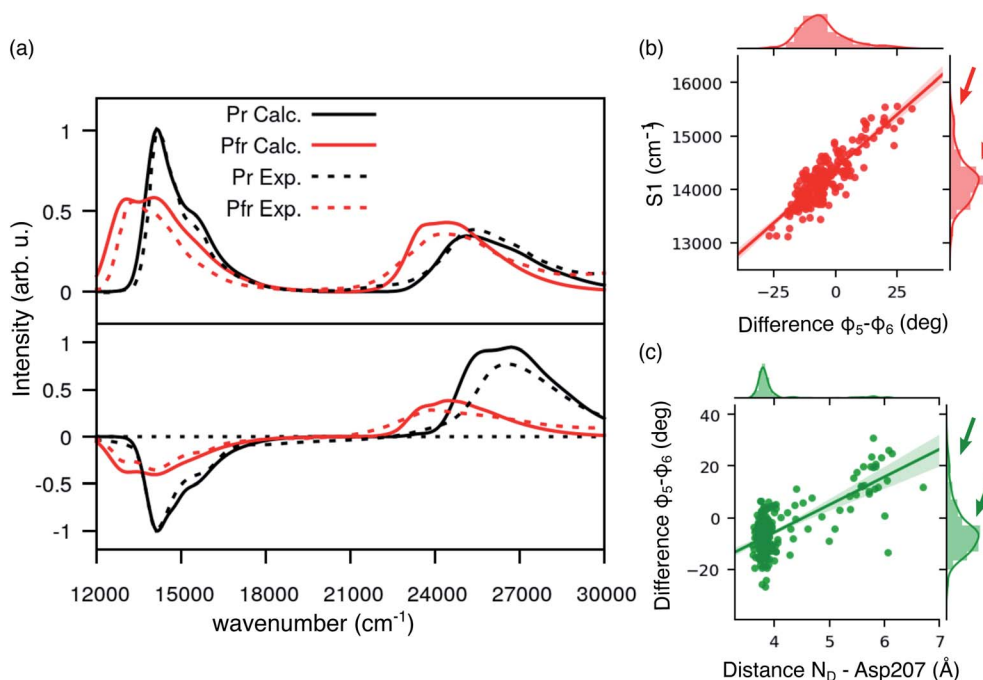 (a)
Pr Calc.
Pfr Calc.
Pr Exp.
Pfr Exp.
1
0.5
0
1
0.5
0
-0.5
-1
Intensity (arb. u.)
12000 15000 18000 21000 24000 27000 30000
wavenumber (cm⁻¹)
(b)
16000
15000
14000
13000
S1 (cm⁻¹)
−25 0 25
Difference ϕ₅-ϕ₆ (deg)
(c)
40
20
0
−20
Difference ϕ₅-ϕ₆ (deg)
4 5 6 7
Distance N_D - Asp207 (Å)